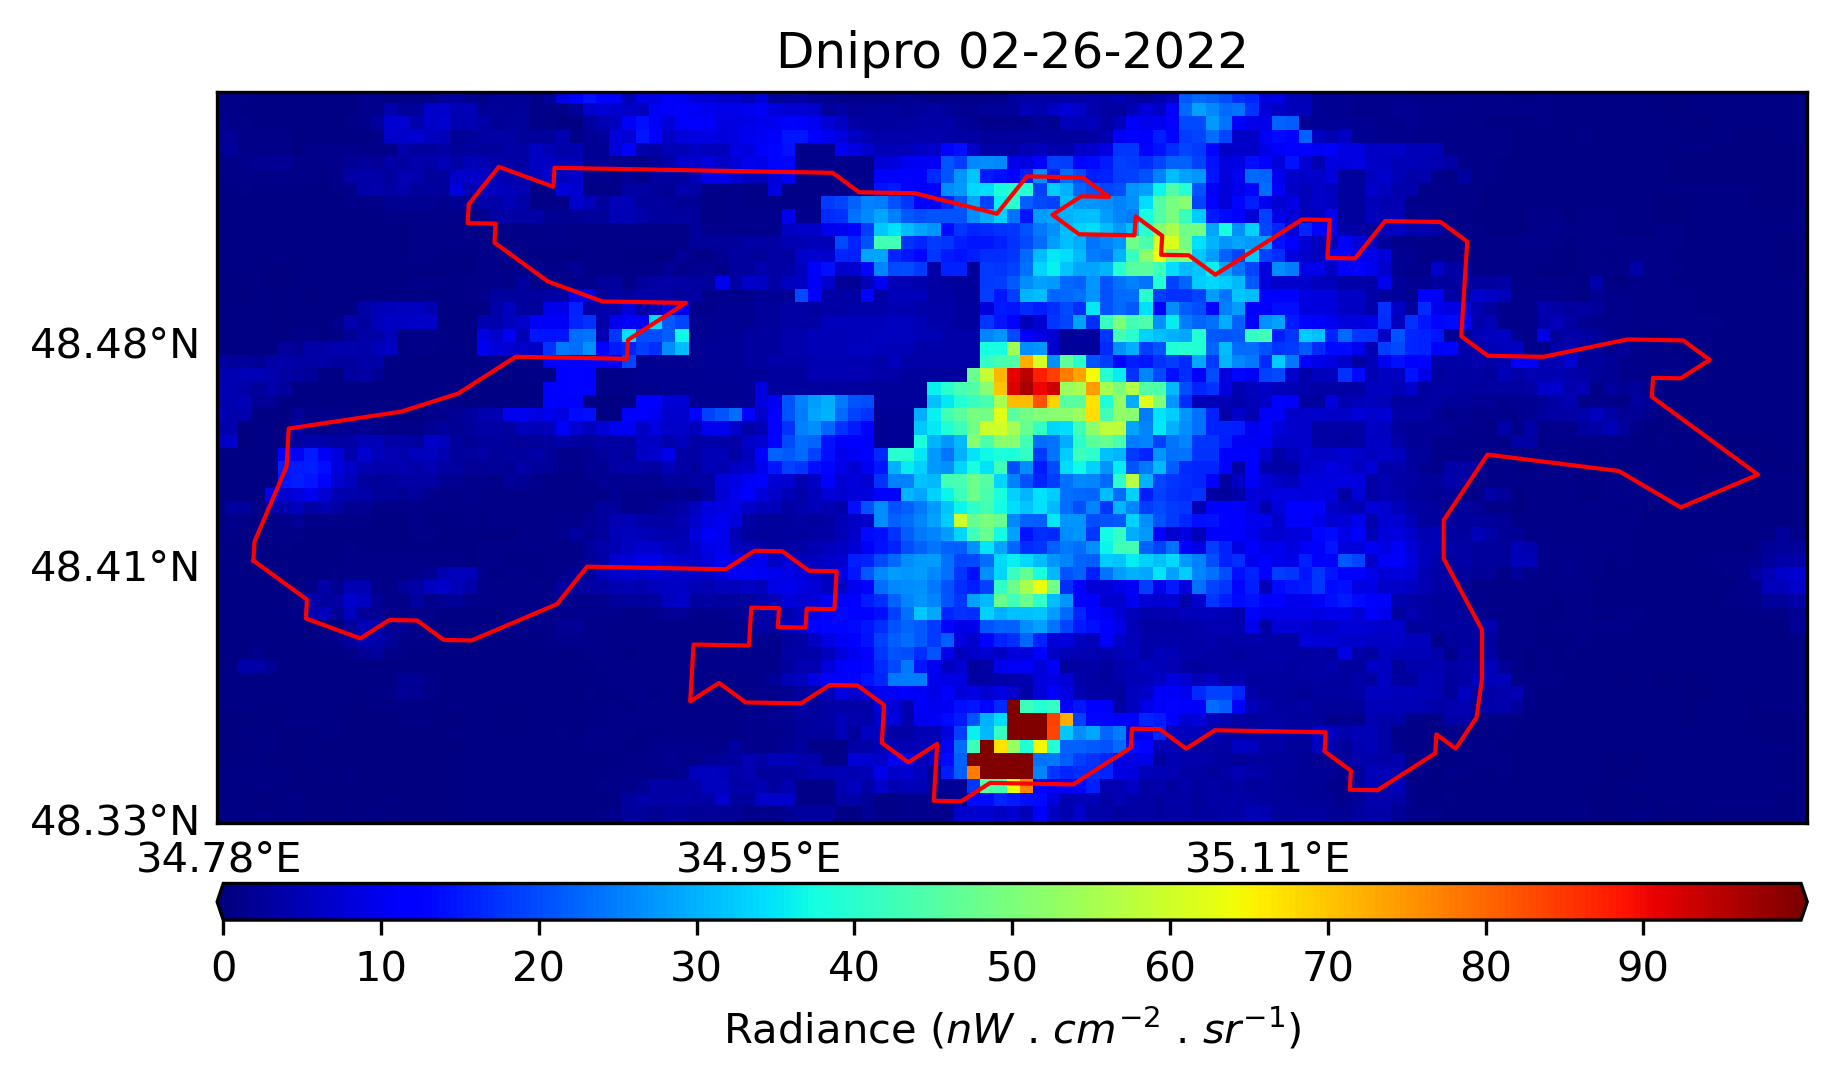 Dnipro 02-26-2022
48.48°N
48.41°N
48.33°N
34.78°E 34.95°E 35.11°E
0 10 20 30 40 50 60 70 80 90
Radiance (nW . cm⁻² . sr⁻¹)